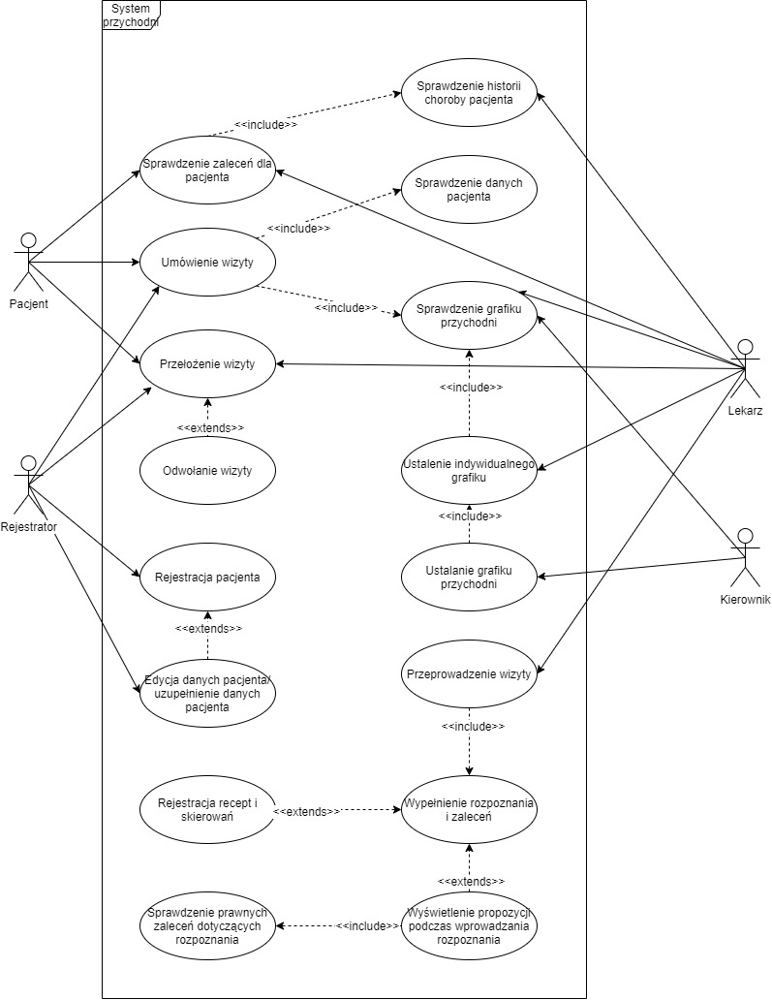 System
przychodni
Sprawdzenie historii
choroby pacjenta
<<include>>
Sprawdzenie zaleceń dla
pacjenta
Sprawdzenie danych
pacjenta
<<include>>
Umówienie wizyty
Pacjent
<<include>>
Sprawdzenie grafiku
przychodni
Przełożenie wizyty
<<include>>
Lekarz
<<extends>>
Odwołanie wizyty
Ustalenie indywidualnego
grafiku
Rejestrator
<<include>>
Rejestracja pacjenta
Ustalanie grafiku
przychodni
Kierownik
<<extends>>
Edycja danych pacjenta/
uzupełnienie danych
pacjenta
Przeprowadzenie wizyty
<<include>>
Rejestracja recept i
skierowań
<<extends>>
Wypełnienie rozpoznania
i zaleceń
<<extends>>
Sprawdzenie prawnych
zaleceń dotyczących
rozpoznania
<<include>>
Wyświetlenie propozycji
podczas wprowadzania
rozpoznania